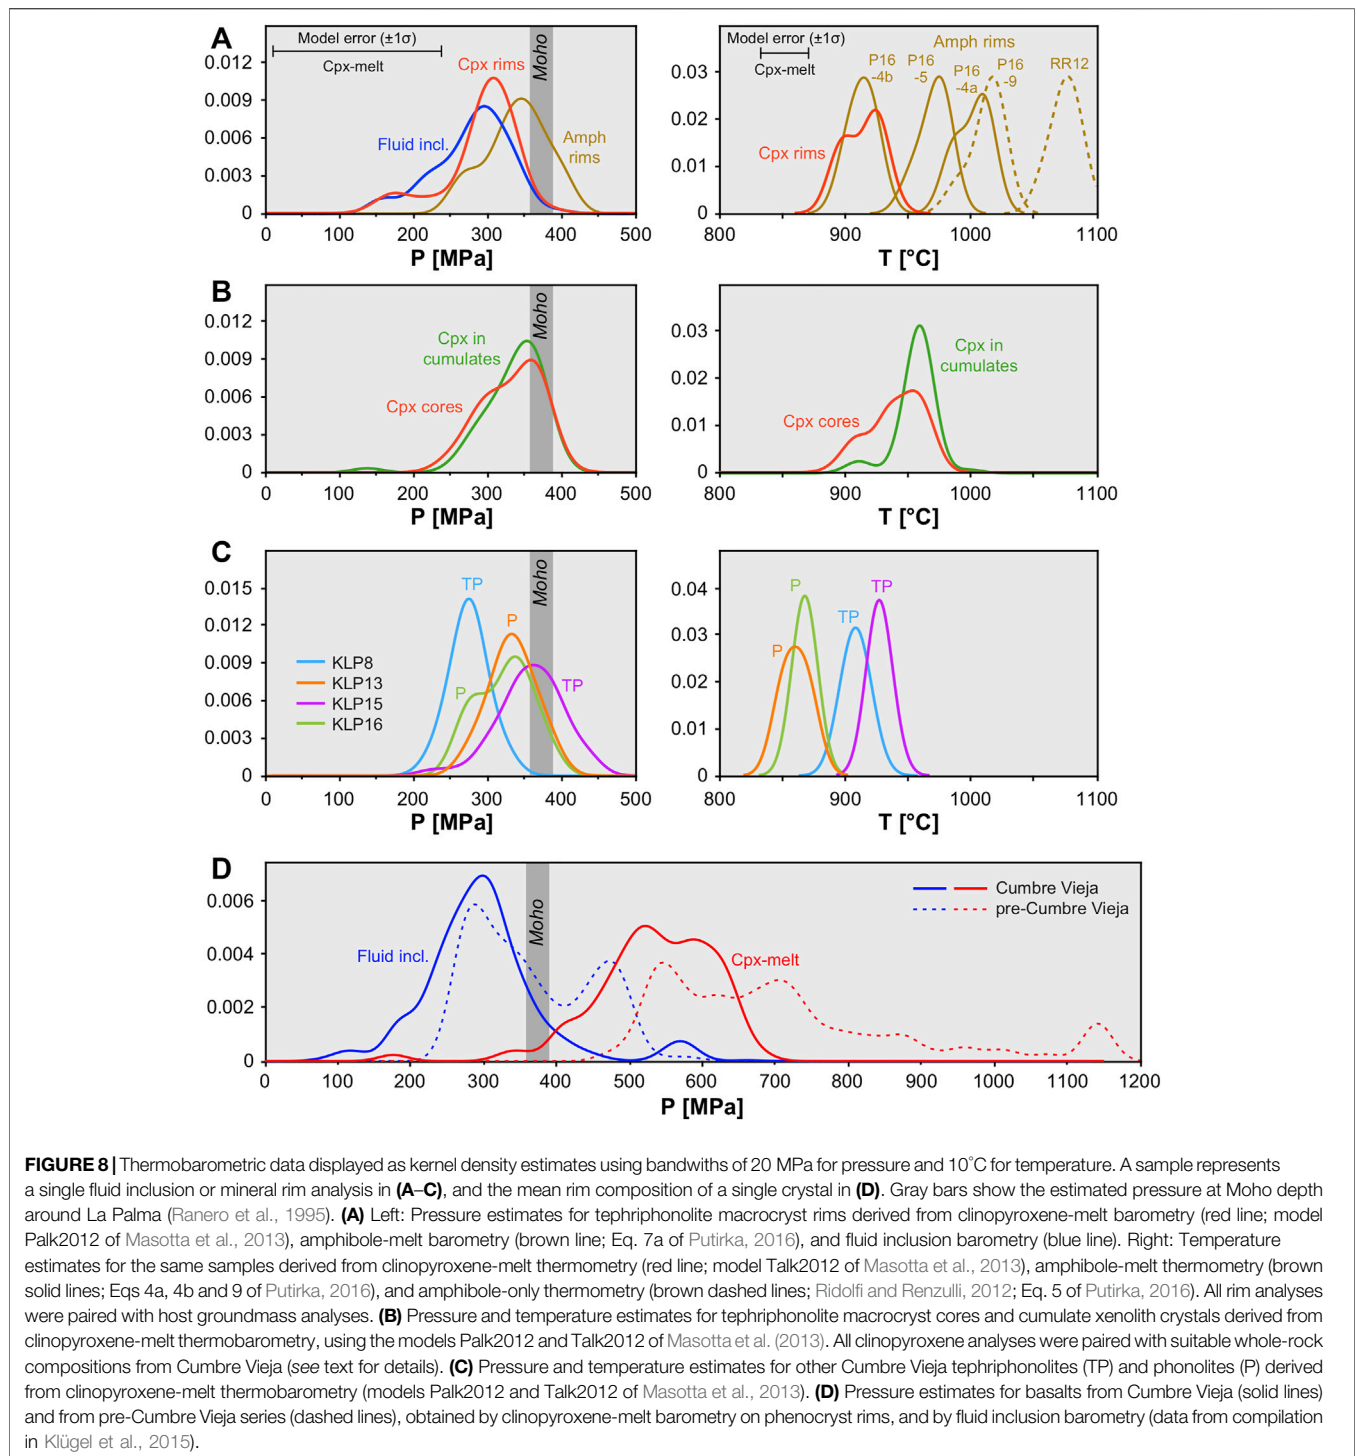 A
Model error (±1σ)
Cpx-melt
Cpx rims
Moho
Fluid incl.
Amph
rims
0.012
0.009
0.006
0.003
0
0 100 200 300 400 500
P [MPa]
Model error (±1σ)
Cpx-melt
Amph rims
P16
-4b
P16
-5
P16
-4a
P16
-9
RR12
Cpx rims
0.03
0.02
0.01
0
800 900 1000 1100
T [°C]
B
Moho
Cpx in
cumulates
Cpx cores
0.012
0.009
0.006
0.003
0
0 100 200 300 400 500
P [MPa]
Cpx in
cumulates
Cpx cores
0.03
0.02
0.01
0
800 900 1000 1100
T [°C]
C
Moho
TP
P
P
TP
KLP8
KLP13
KLP15
KLP16
0.015
0.012
0.009
0.006
0.003
0
0 100 200 300 400 500
P [MPa]
P
P
TP
TP
0.04
0.03
0.02
0.01
0
800 900 1000 1100
T [°C]
D
Moho
Fluid incl.
Cpx-melt
Cumbre Vieja
pre-Cumbre Vieja
0.006
0.004
0.002
0
0 100 200 300 400 500 600 700 800 900 1000 1100 1200
P [MPa]
FIGURE 8 | Thermobarometric data displayed as kernel density estimates using bandwiths of 20 MPa for pressure and 10°C for temperature. A sample represents
a single fluid inclusion or mineral rim analysis in (A–C), and the mean rim composition of a single crystal in (D). Gray bars show the estimated pressure at Moho depth
around La Palma (Ranero et al., 1995). (A) Left: Pressure estimates for tephriphonolite macrocryst rims derived from clinopyroxene-melt barometry (red line; model
Palk2012 of Masotta et al., 2013), amphibole-melt barometry (brown line; Eq. 7a of Putirka, 2016), and fluid inclusion barometry (blue line). Right: Temperature
estimates for the same samples derived from clinopyroxene-melt thermometry (red line; model Talk2012 of Masotta et al., 2013), amphibole-melt thermometry (brown
solid lines; Eqs 4a, 4b and 9 of Putirka, 2016), and amphibole-only thermometry (brown dashed lines; Ridolfi and Renzulli, 2012; Eq. 5 of Putirka, 2016). All rim analyses
were paired with host groundmass analyses. (B) Pressure and temperature estimates for tephriphonolite macrocryst cores and cumulate xenolith crystals derived from
clinopyroxene-melt thermobarometry, using the models Palk2012 and Talk2012 of Masotta et al. (2013). All clinopyroxene analyses were paired with suitable whole-rock
compositions from Cumbre Vieja (see text for details). (C) Pressure and temperature estimates for other Cumbre Vieja tephriphonolites (TP) and phonolites (P) derived
from clinopyroxene-melt thermobarometry (models Palk2012 and Talk2012 of Masotta et al., 2013). (D) Pressure estimates for basalts from Cumbre Vieja (solid lines)
and from pre-Cumbre Vieja series (dashed lines), obtained by clinopyroxene-melt barometry on phenocryst rims, and by fluid inclusion barometry (data from compilation
in Klügel et al., 2015).